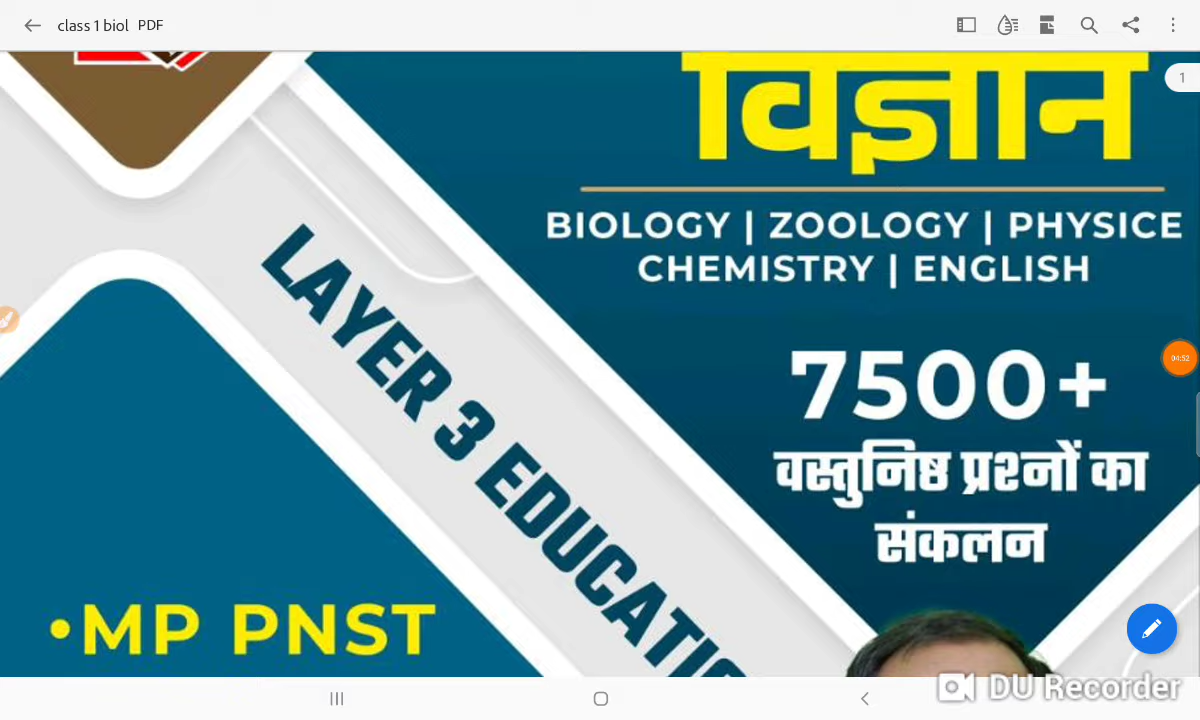 class 1 biol PDF
1
विज्ञान
BIOLOGY | ZOOLOGY | PHYSICE
CHEMISTRY | ENGLISH
LAYER 3 EDUCATIO
7500+
04:52
वस्तुनिष्ठ प्रश्नों का
संकलन
•MP PNST
DU Recorder